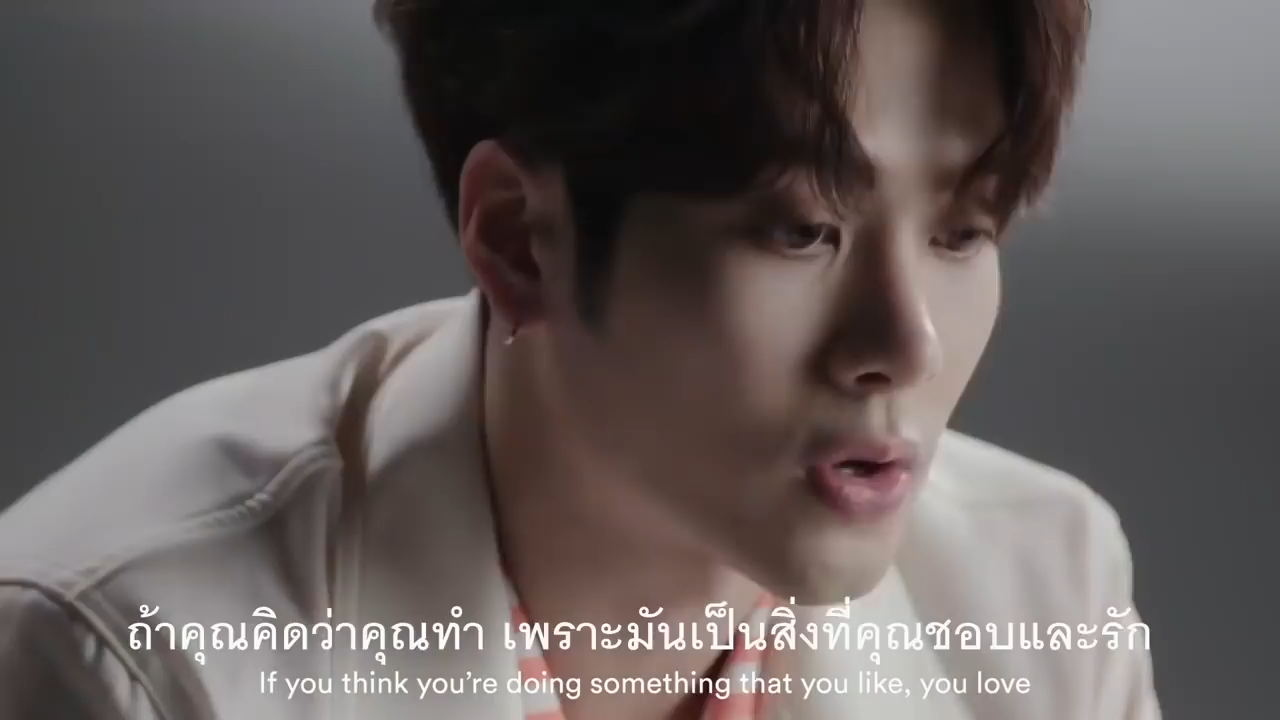 ถ้าคุณคิดว่าคุณทำ เพราะมันเป็นสิ่งที่คุณชอบและรัก
If you think you're doing something that you like, you love